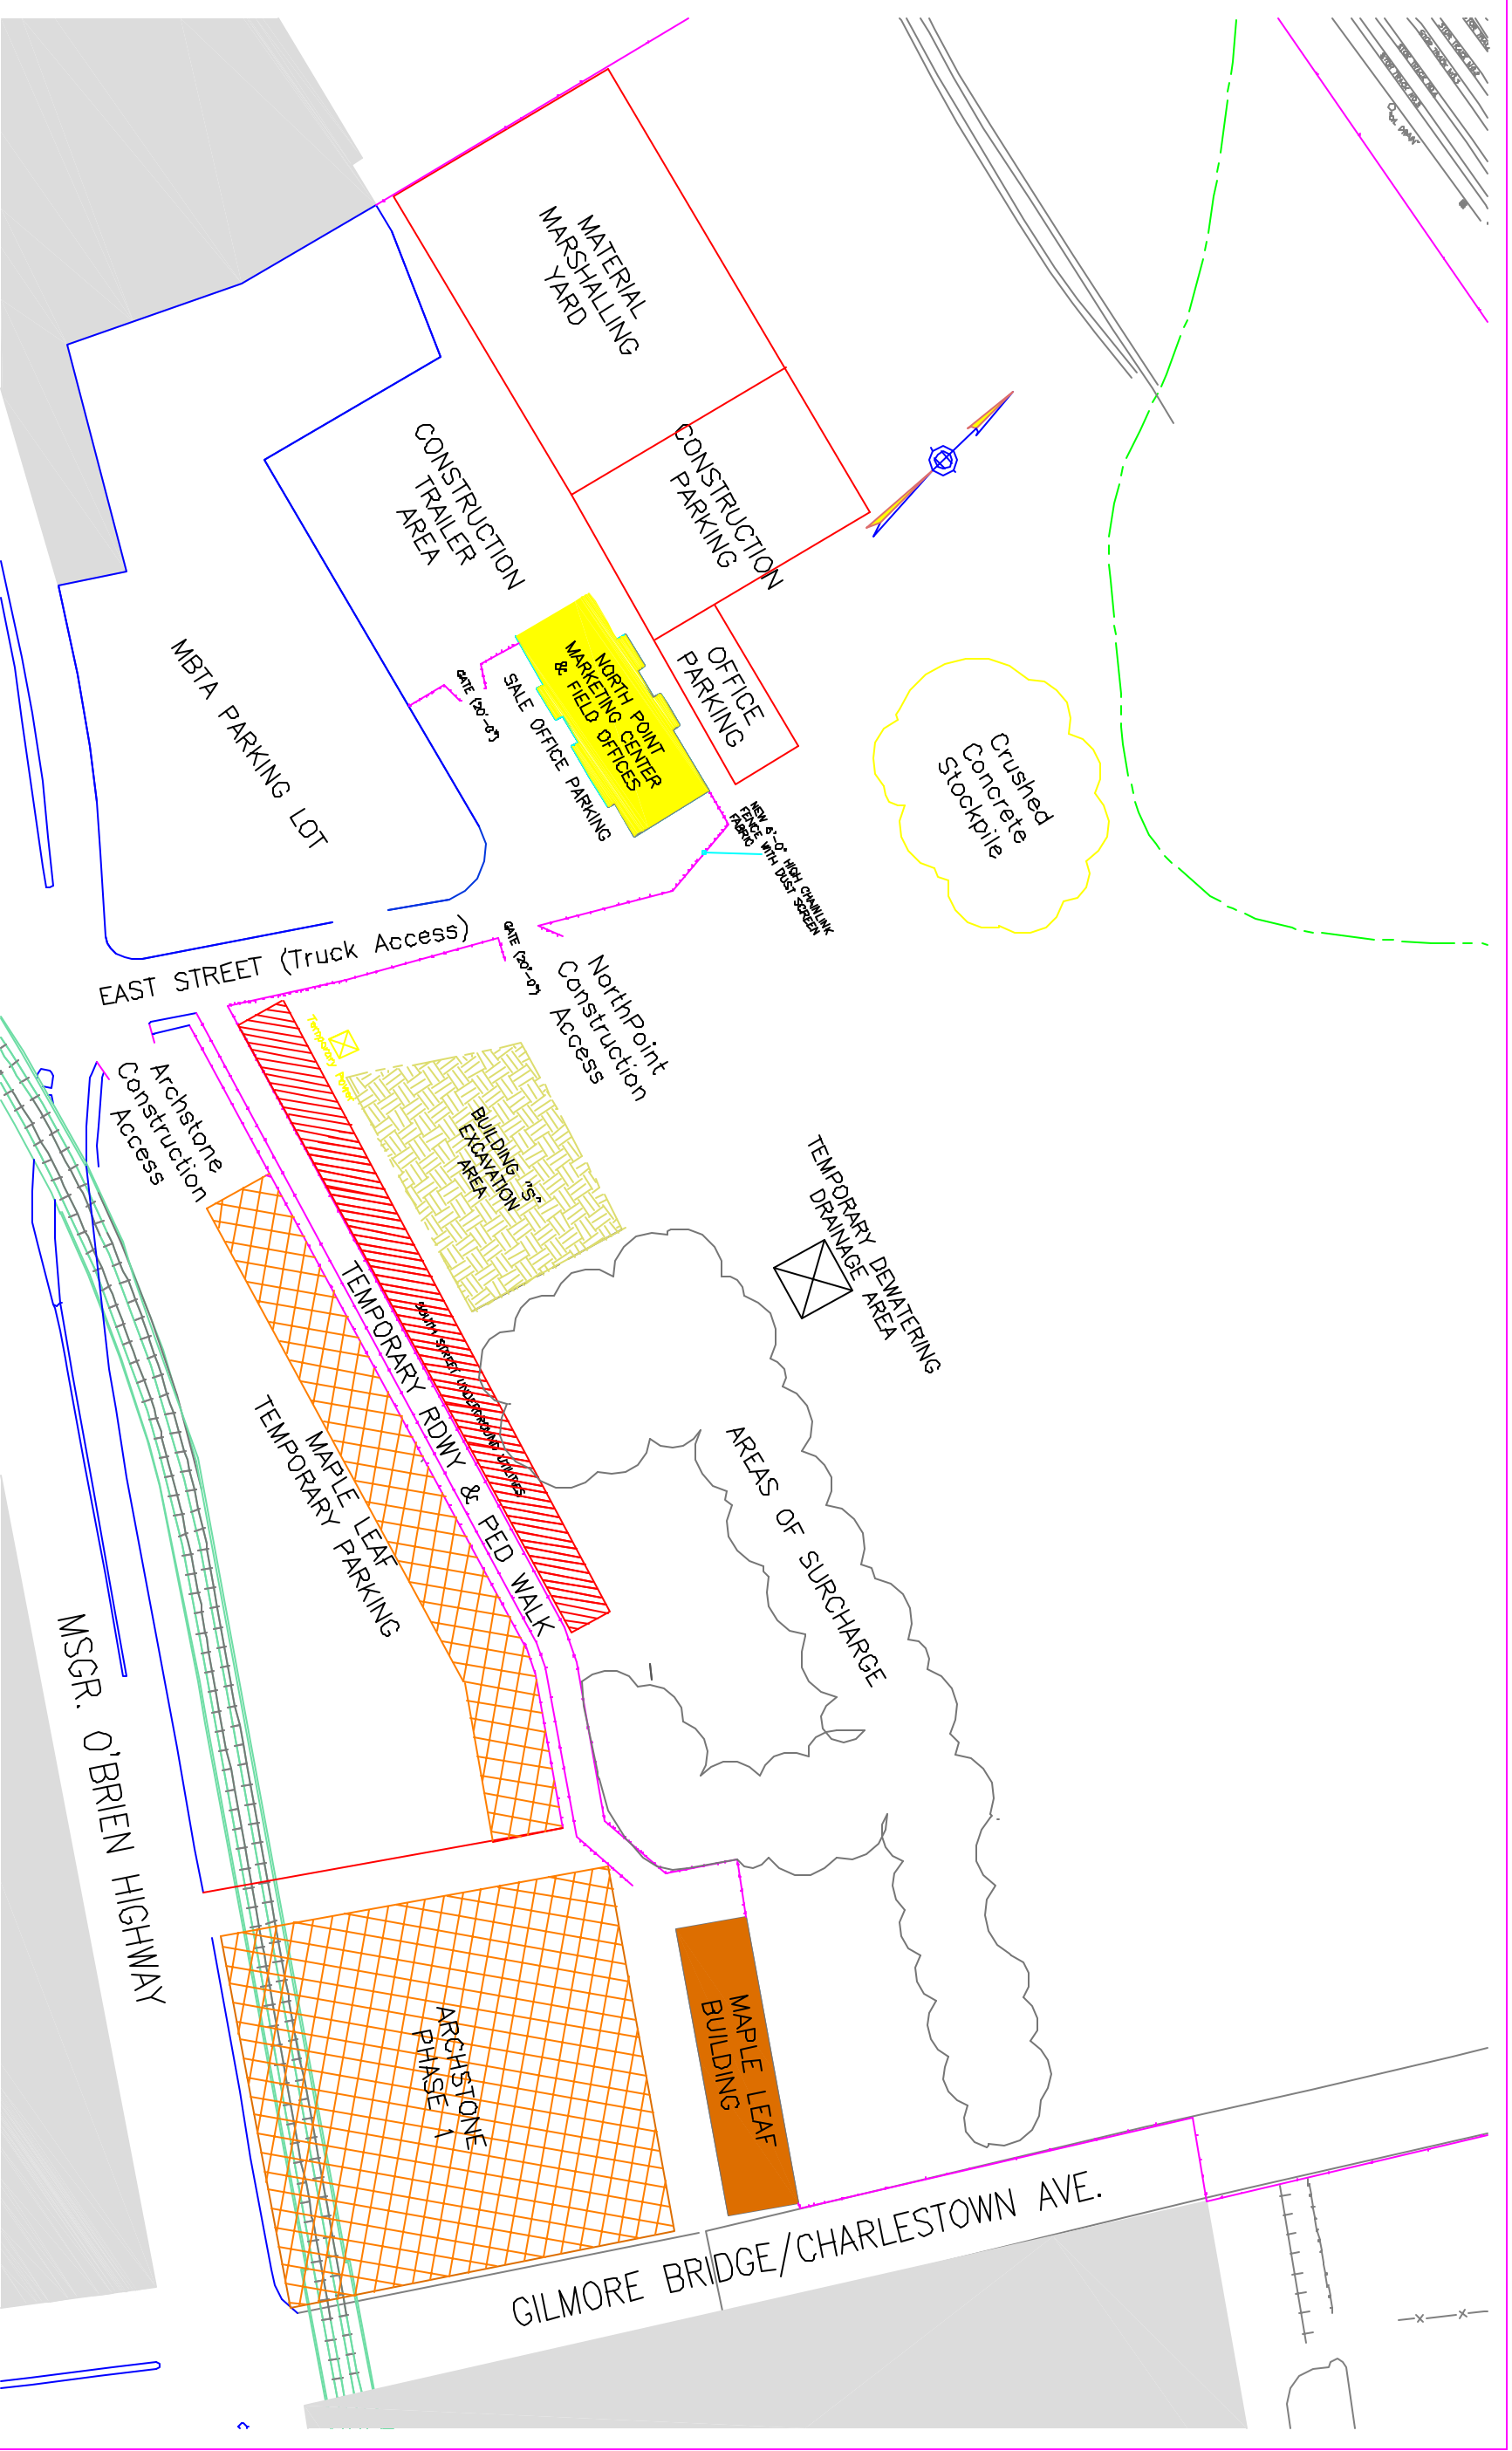 MATERIAL
MARSHALLING
YARD
CONSTRUCTION
PARKING
CONSTRUCTION
TRAILER
AREA
OFFICE
PARKING
NORTH POINT
MARKETING CENTER
& FIELD OFFICES
SALE OFFICE PARKING
GATE (20'-0")
MBTA PARKING LOT
NEW 6'-0" HIGH CHAINLINK
FENCE WITH DUST SCREEN
FABRIC
Crushed
Concrete
Stockpile
EAST STREET (Truck Access)
GATE (20'-0")
NorthPoint
Construction
Access
Temporary Power
Archstone
Construction
Access
BUILDING "S"
EXCAVATION
AREA
TEMPORARY DEWATERING
DRAINAGE AREA
SOUTH STREET UNDERGROUND UTILITIES
TEMPORARY RDWY & PED WALK
MAPLE LEAF
TEMPORARY PARKING
AREAS OF SURCHARGE
MSGR. O'BRIEN HIGHWAY
ARCHSTONE
PHASE 1
MAPLE LEAF
BUILDING
GILMORE BRIDGE/CHARLESTOWN AVE.